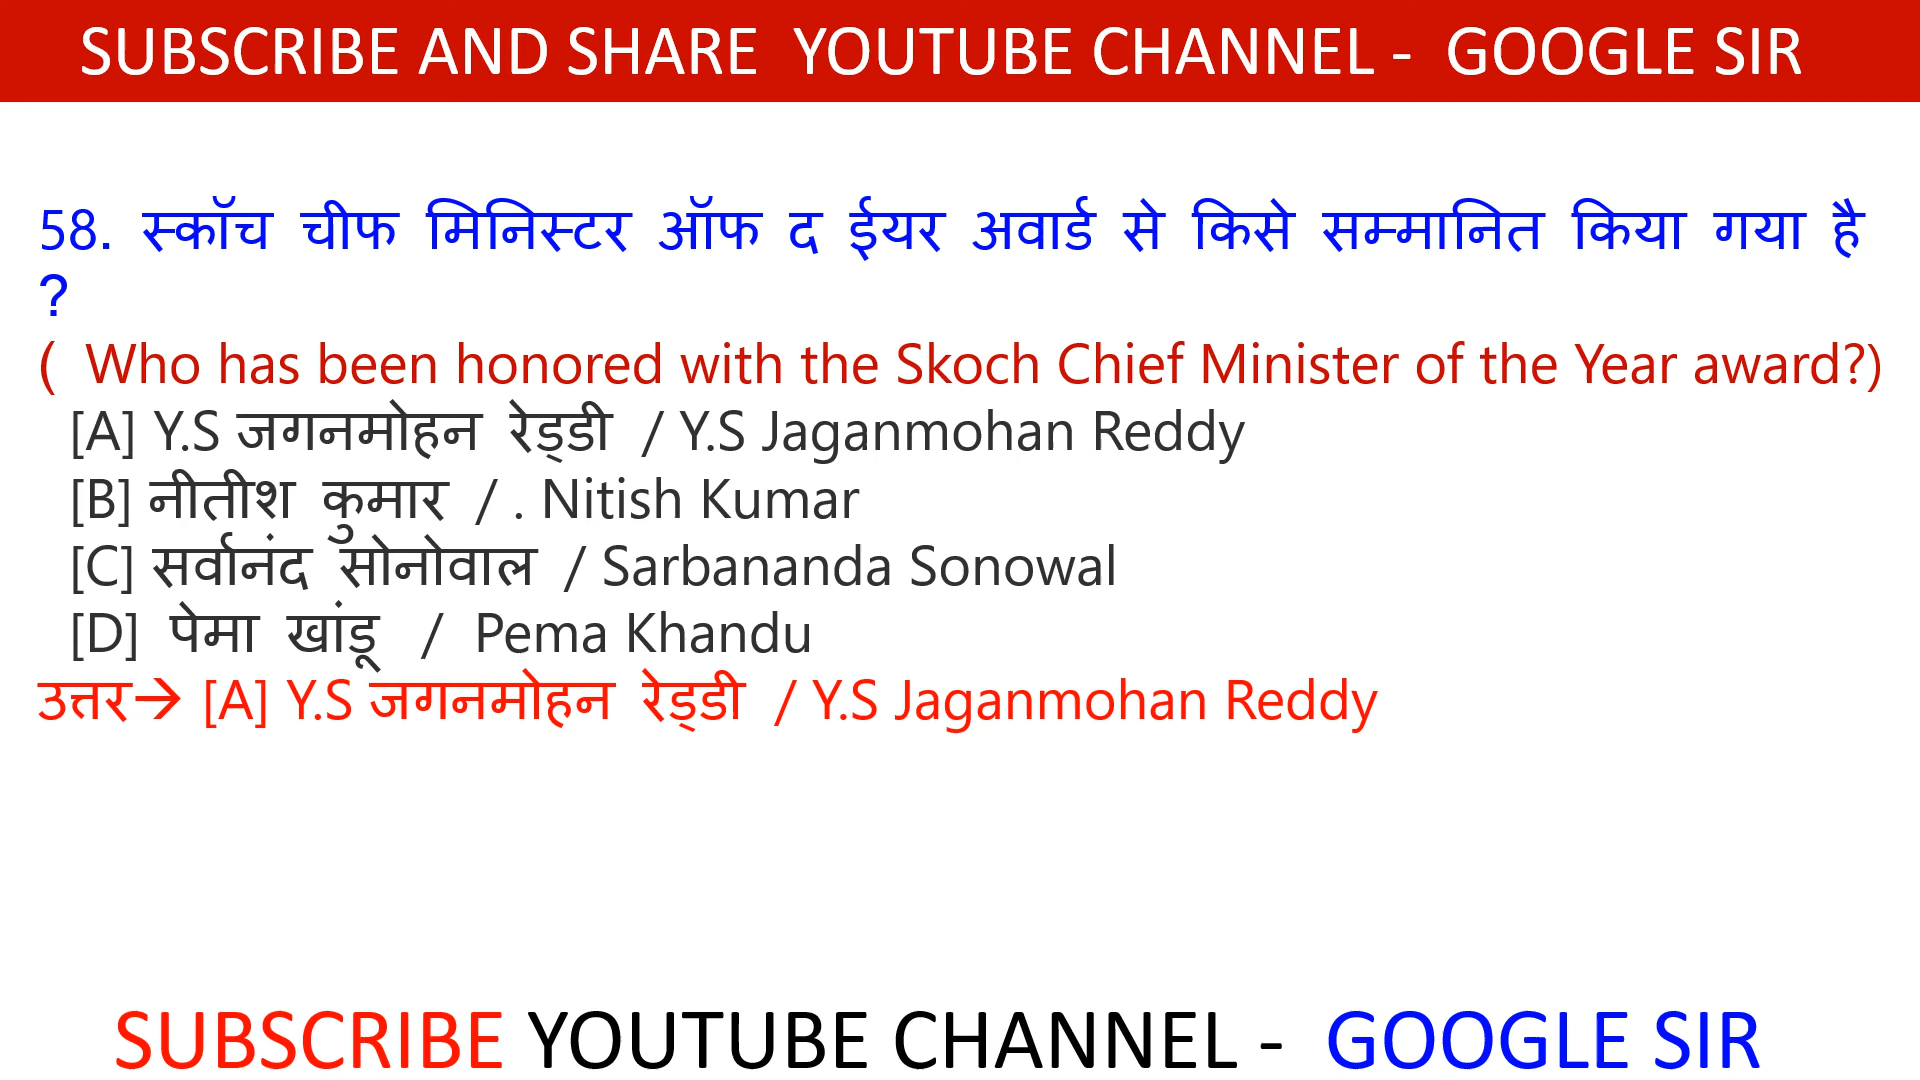 SUBSCRIBE AND SHARE YOUTUBE CHANNEL - GOOGLE SIR
58. स्कॉच चीफ मिनिस्टर ऑफ द ईयर अवार्ड से किसे सम्मानित किया गया है
?
( Who has been honored with the Skoch Chief Minister of the Year award?)
[A] Y.S जगनमोहन रेड्डी / Y.S Jaganmohan Reddy
[B] नीतीश कुमार / . Nitish Kumar
[C] सर्वानंद सोनोवाल / Sarbananda Sonowal
[D] पेमा खांडू / Pema Khandu
उत्तर→ [A] Y.S जगनमोहन रेड्डी / Y.S Jaganmohan Reddy
SUBSCRIBE YOUTUBE CHANNEL - GOOGLE SIR